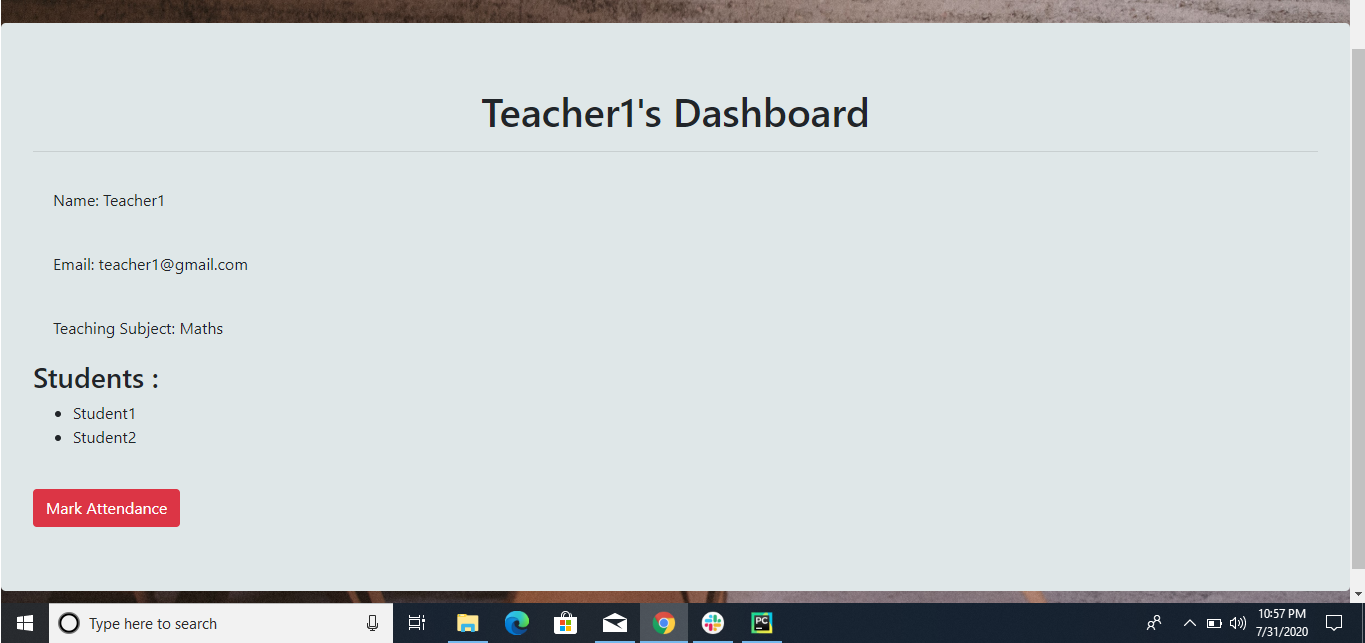 Teacher1's Dashboard
Name: Teacher1
Email: teacher1@gmail.com
Teaching Subject: Maths
Students :
Student1
Student2
Mark Attendance
Type here to search
PC
10:57 PM
7/31/2020